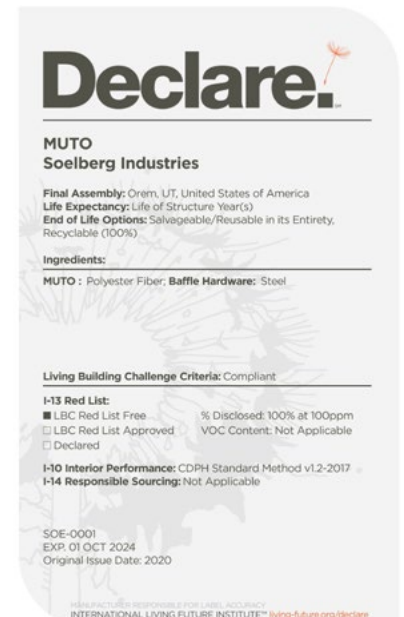 Declare.
MUTO
Soelberg Industries
Final Assembly: Orem, UT, United States of America
Life Expectancy: Life of Structure Year(s)
End of Life Options: Salvageable/Reusable in its Entirety,
Recyclable (100%)
Ingredients:
MUTO : Polyester Fiber; Baffle Hardware: Steel
Living Building Challenge Criteria: Compliant
I-13 Red List:
■ LBC Red List Free % Disclosed: 100% at 100ppm
□ LBC Red List Approved VOC Content: Not Applicable
□ Declared
I-10 Interior Performance: CDPH Standard Method v1.2-2017
I-14 Responsible Sourcing: Not Applicable
SOE-0001
EXP. 01 OCT 2024
Original Issue Date: 2020
MANUFACTURER RESPONSIBLE FOR LABEL ACCURACY
INTERNATIONAL LIVING FUTURE INSTITUTE™ living-future.org/declare